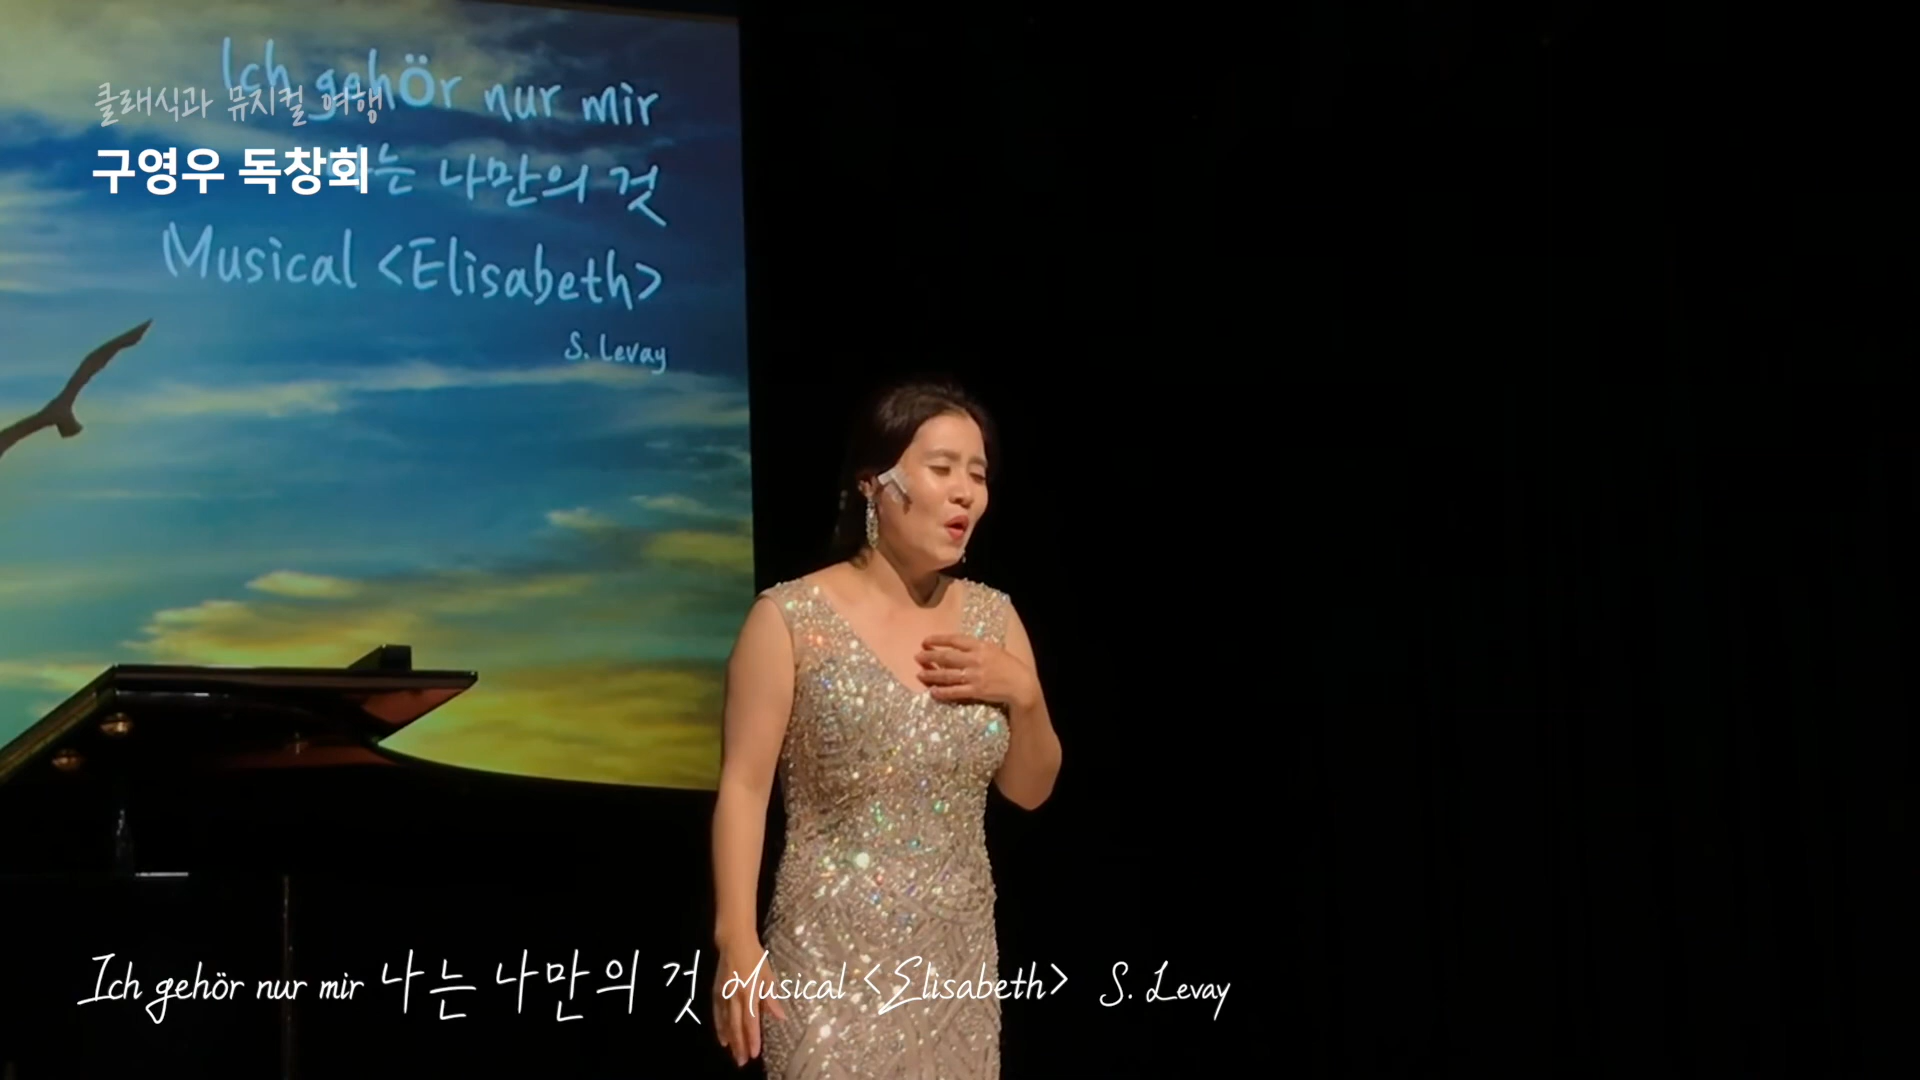 클래식과 뮤지컬 여행
구영우 독창회
Ich gehör nur mir
나는 나만의 것
Musical <Elisabeth>
S. Levay
Ich gehör nur mir 나는 나만의 것 Musical <Elisabeth> S. Levay